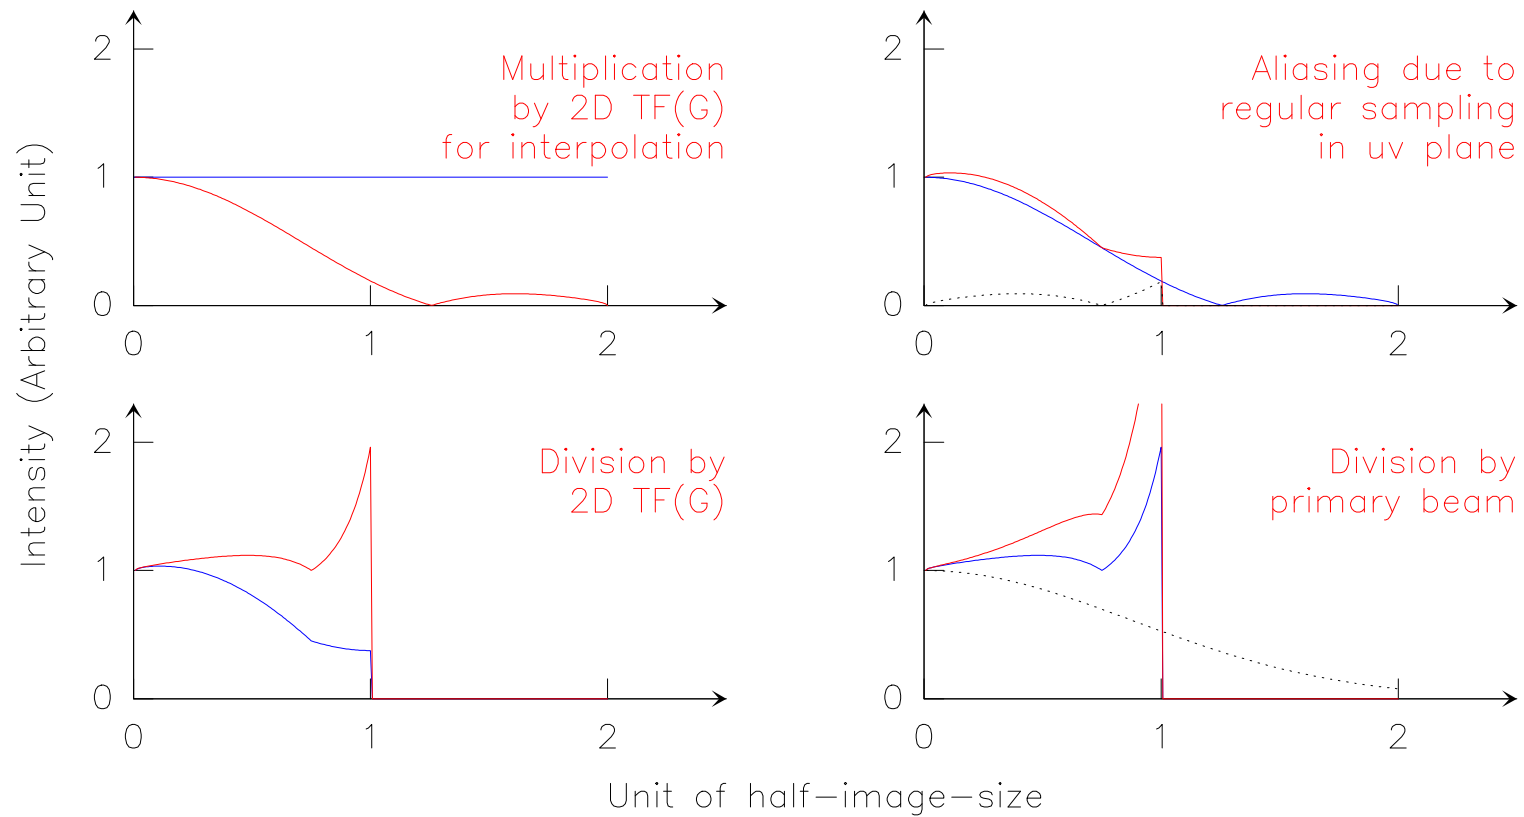 Intensity (Arbitrary Unit)
2
1
0
0 1 2
Multiplication
by 2D TF(G)
for interpolation
2
1
0
0 1 2
Aliasing due to
regular sampling
in uv plane
2
1
0
0 1 2
Division by
2D TF(G)
2
1
0
0 1 2
Division by
primary beam
Unit of half-image-size